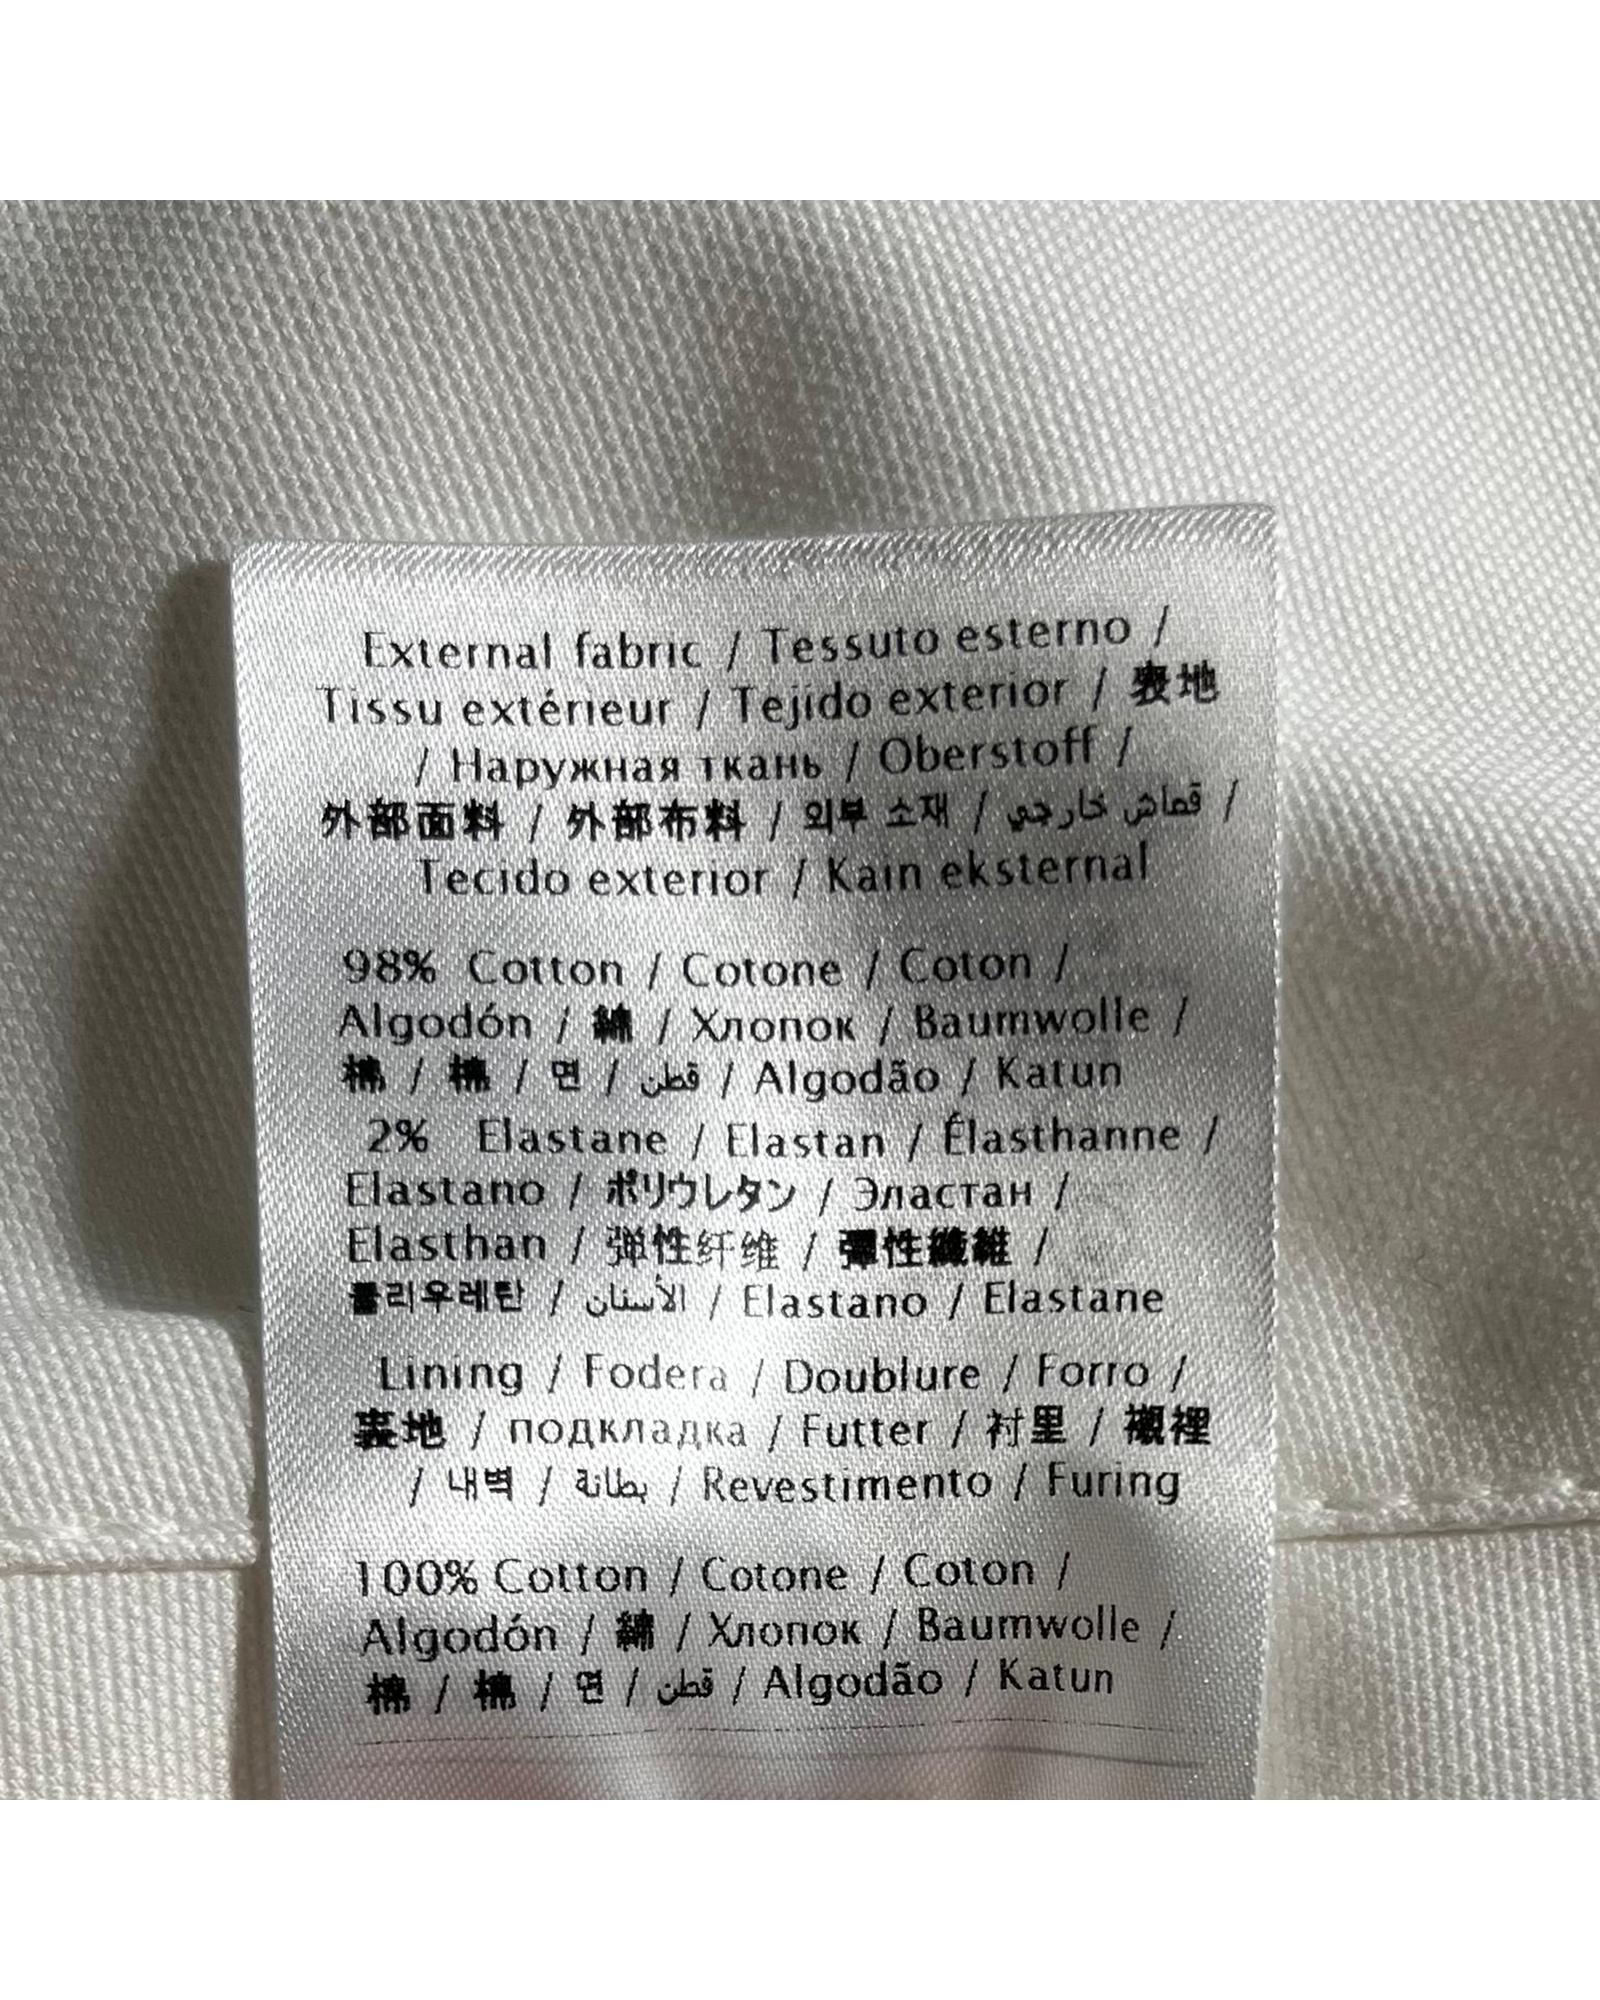 External fabric / Tessuto esterno /
Tissu extérieur / Tejido exterior / 表地
/ Наружная ткань / Oberstoff /
外部面料 / 外部布料 / 외부 소재 / قماش خارجي /
Tecido exterior / Kain eksternal
98% Cotton / Cotone / Coton /
Algodón / 綿 / Хлопок / Baumwolle /
棉 / 棉 / 면 / قطن / Algodão / Katun
2% Elastane / Elastan / Élasthanne /
Elastano / ポリウレタン / Эластан /
Elasthan / 弹性纤维 / 彈性纖維 /
폴리우레탄 / الأستان / Elastano / Elastane
Lining / Fodera / Doublure / Forro /
裏地 / подкладка / Futter / 衬里 / 襯裡
/ 내벽 / بطانة / Revestimento / Furing
100% Cotton / Cotone / Coton /
Algodón / 綿 / Хлопок / Baumwolle /
棉 / 棉 / 면 / قطن / Algodão / Katun